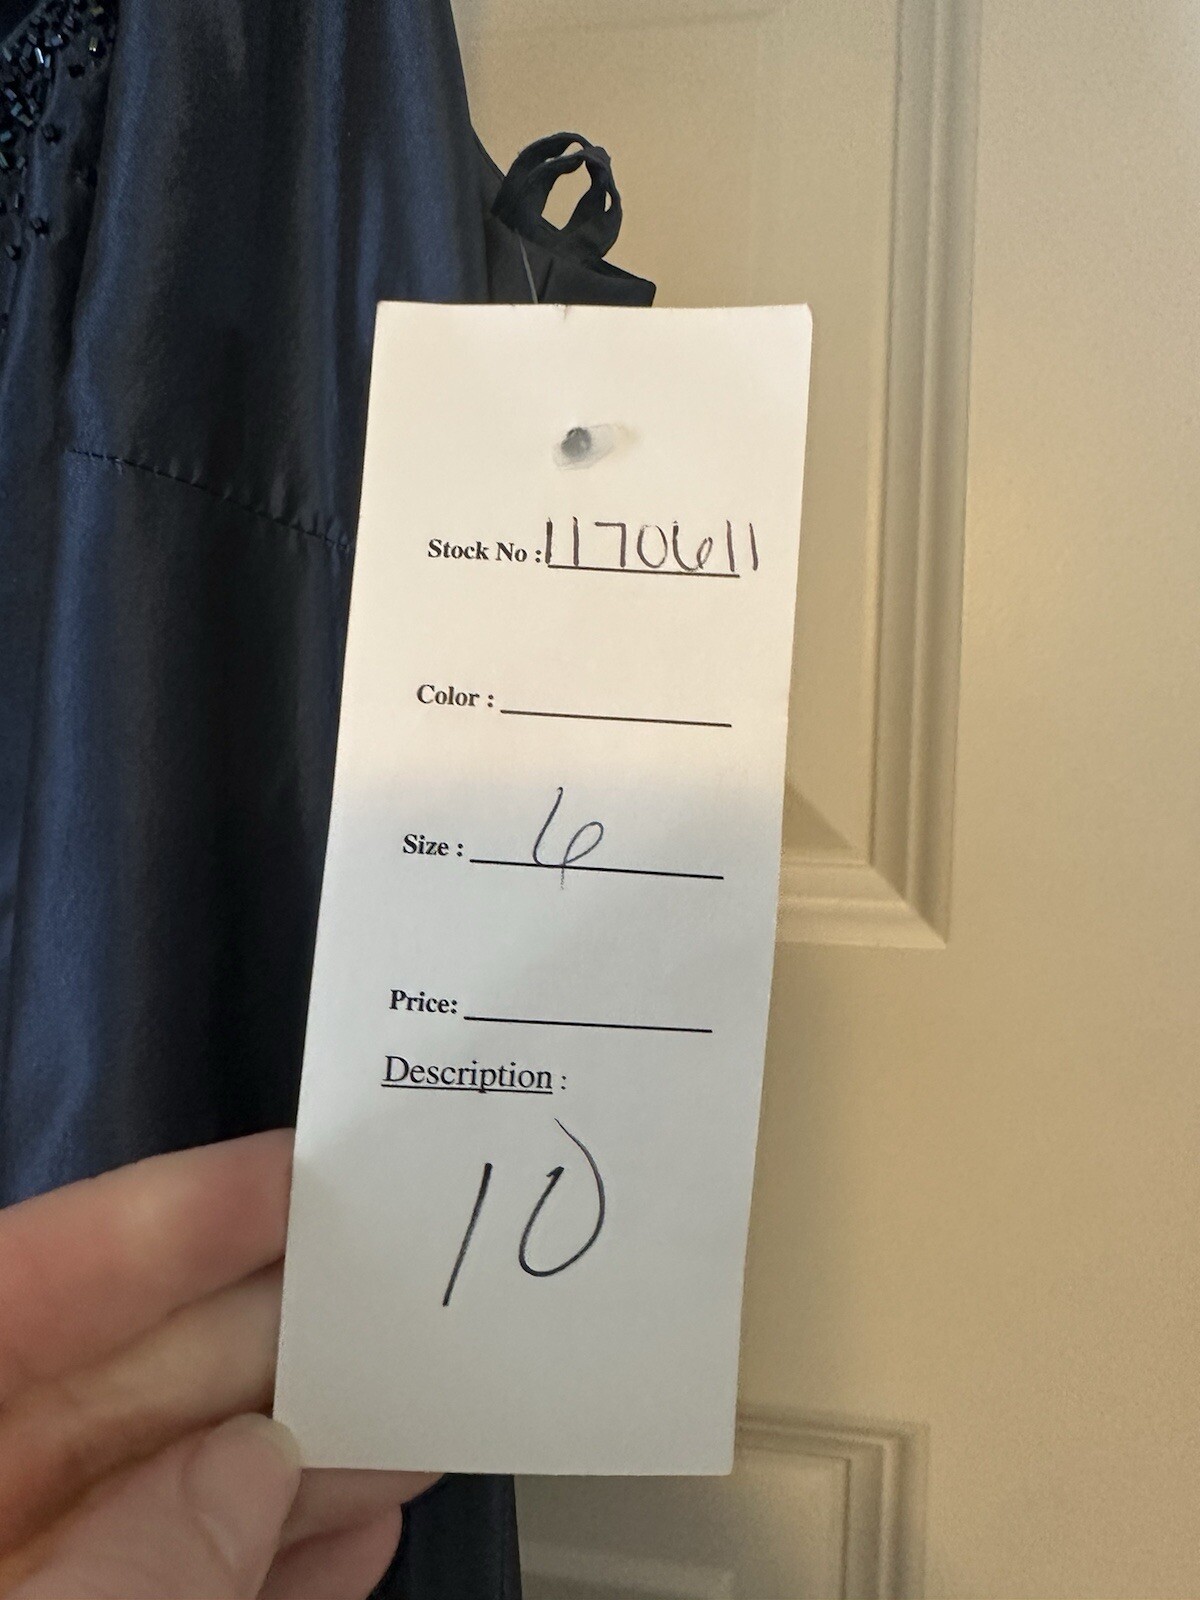 Stock No : 1170611
Color :
Size : 6
Price:
Description :
10